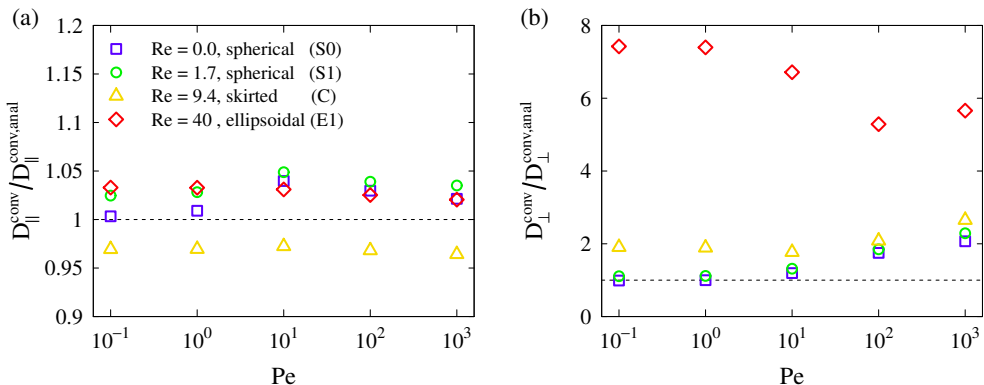 (a)
1.2
1.15
1.1
1.05
1
0.95
0.9
D∥^conv/D∥^conv,anal
Re = 0.0, spherical (S0)
Re = 1.7, spherical (S1)
Re = 9.4, skirted (C)
Re = 40 , ellipsoidal (E1)
10⁻¹ 10⁰ 10¹ 10² 10³
Pe
(b)
8
6
4
2
0
D⊥^conv/D⊥^conv,anal
10⁻¹ 10⁰ 10¹ 10² 10³
Pe